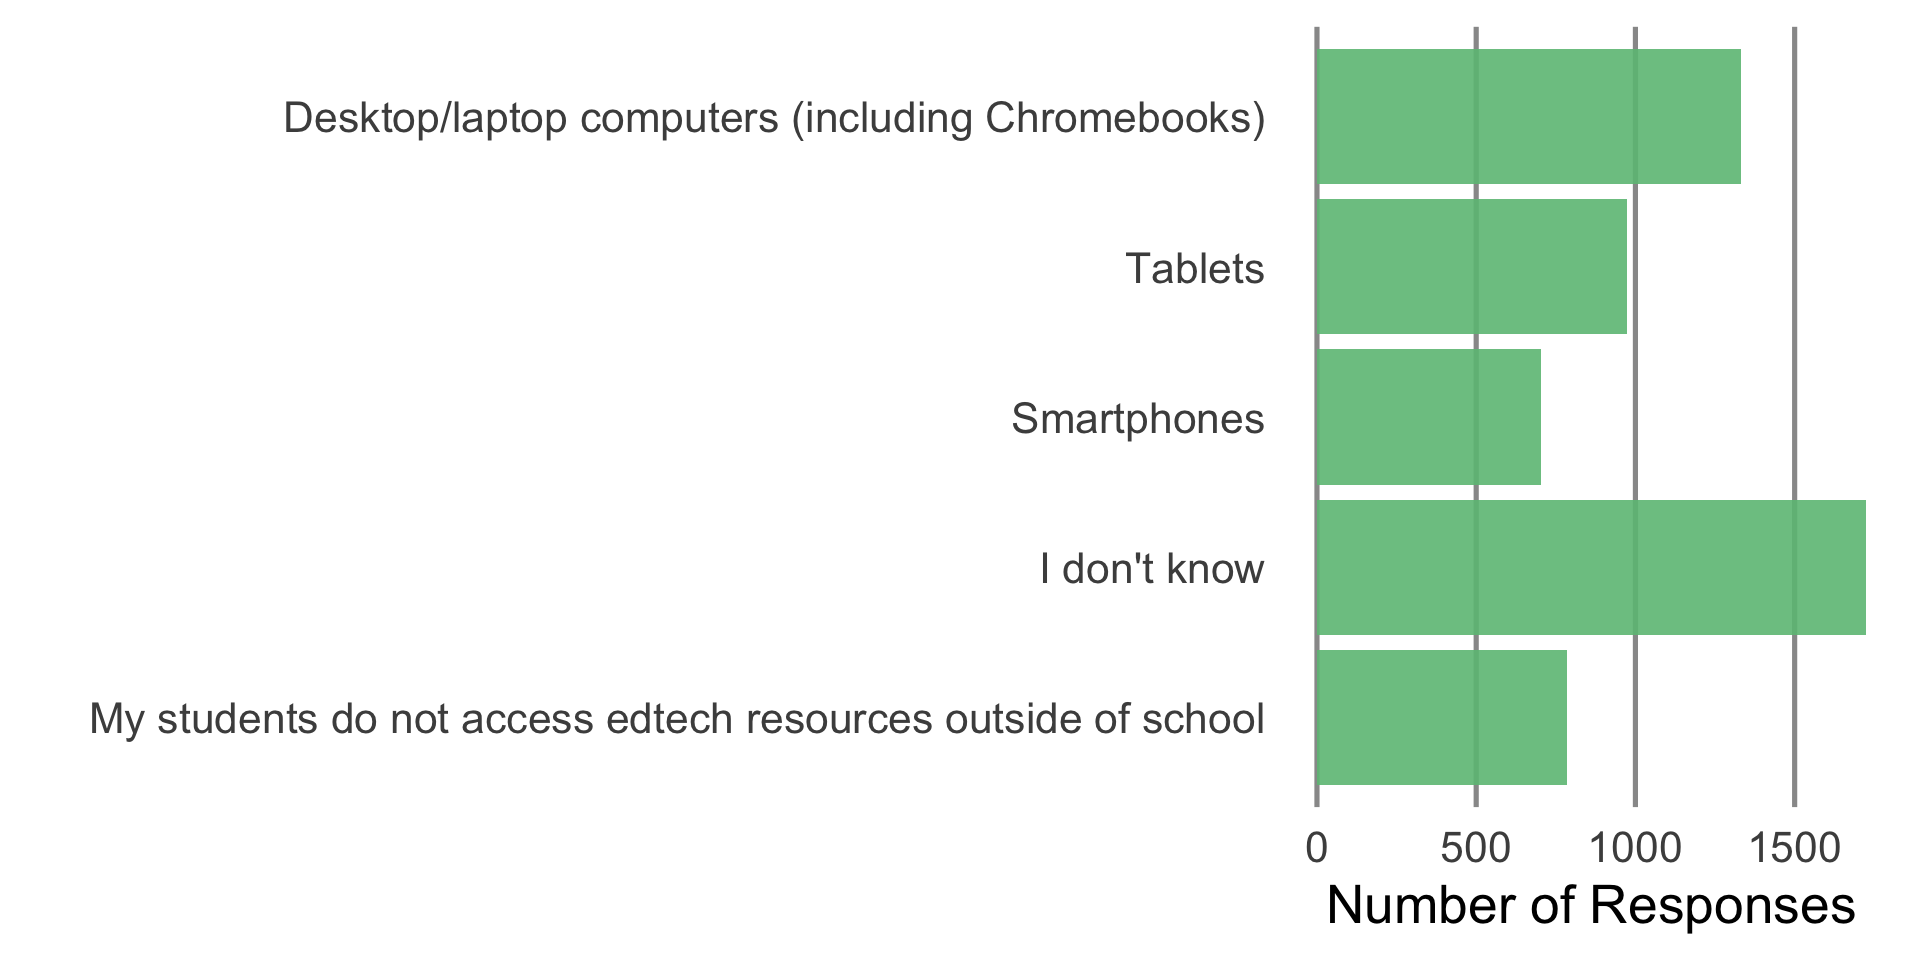 Desktop/laptop computers (including Chromebooks)
Tablets
Smartphones
I don't know
My students do not access edtech resources outside of school
0 500 1000 1500
Number of Responses